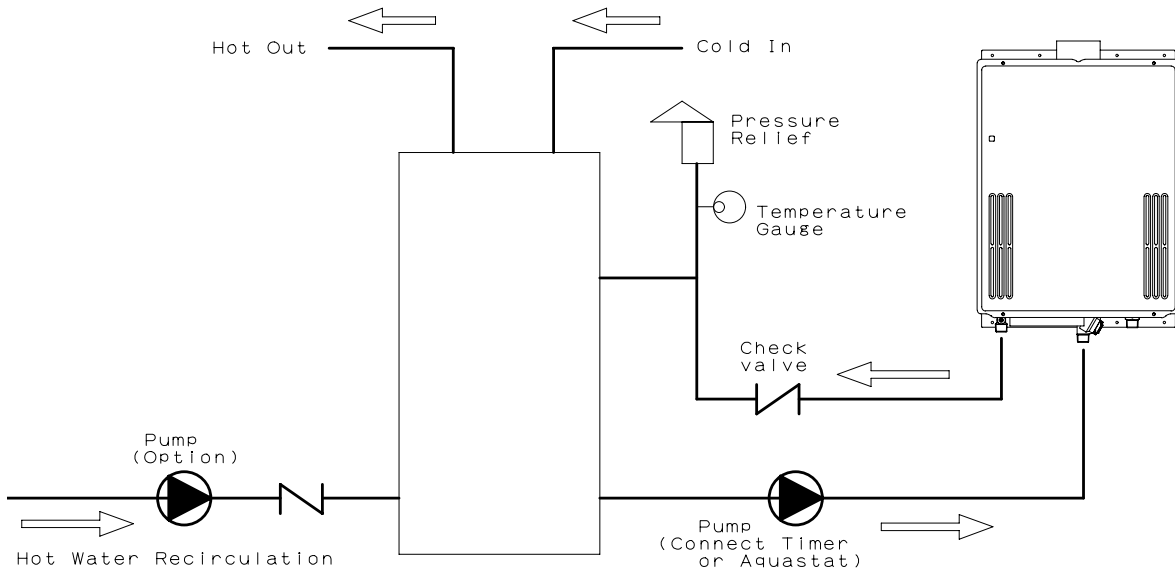 Hot Out
Cold In
Pressure
Relief
Temperature
Gauge
Check
valve
Pump
(Option)
Hot Water Recirculation
Pump
(Connect Timer
or Aquastat)